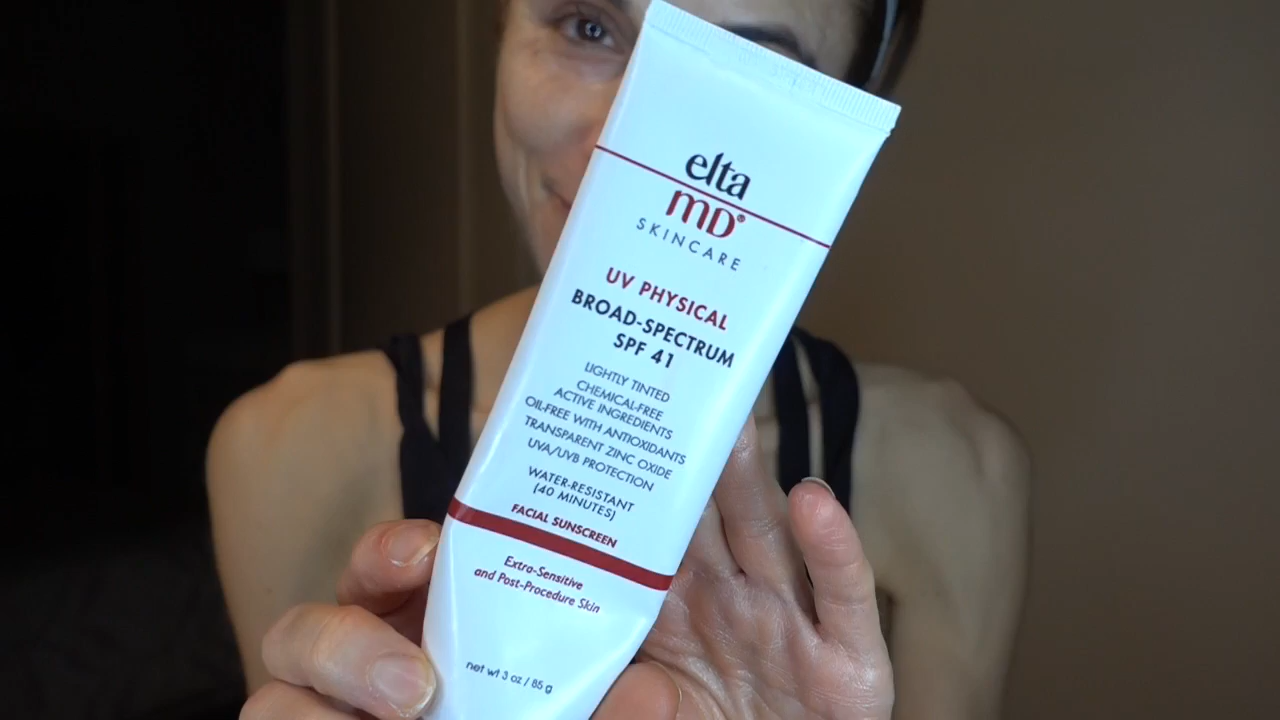 elta
MD®
SKINCARE
UV PHYSICAL
BROAD-SPECTRUM
SPF 41
LIGHTLY TINTED
CHEMICAL-FREE
ACTIVE INGREDIENTS
OIL-FREE WITH ANTIOXIDANTS
TRANSPARENT ZINC OXIDE
UVA/UVB PROTECTION
WATER-RESISTANT
(40 MINUTES)
FACIAL SUNSCREEN
Extra-Sensitive
and Post-Procedure Skin
net wt 3 oz / 85 g